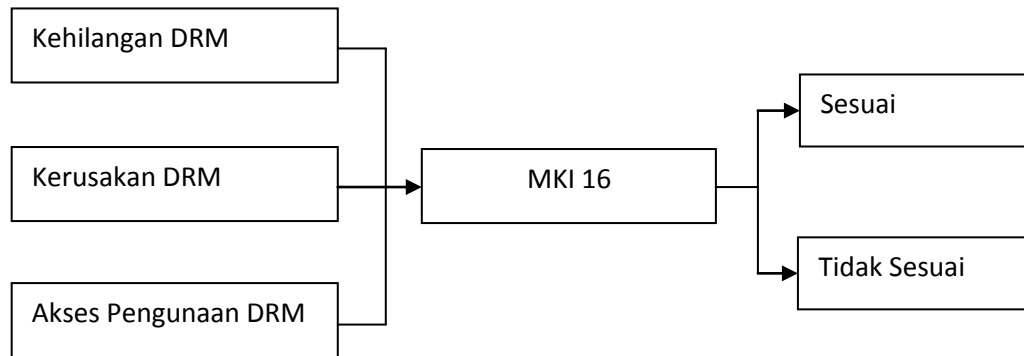 Kehilangan DRM
Kerusakan DRM
Akses Pengunaan DRM
MKI 16
Sesuai
Tidak Sesuai